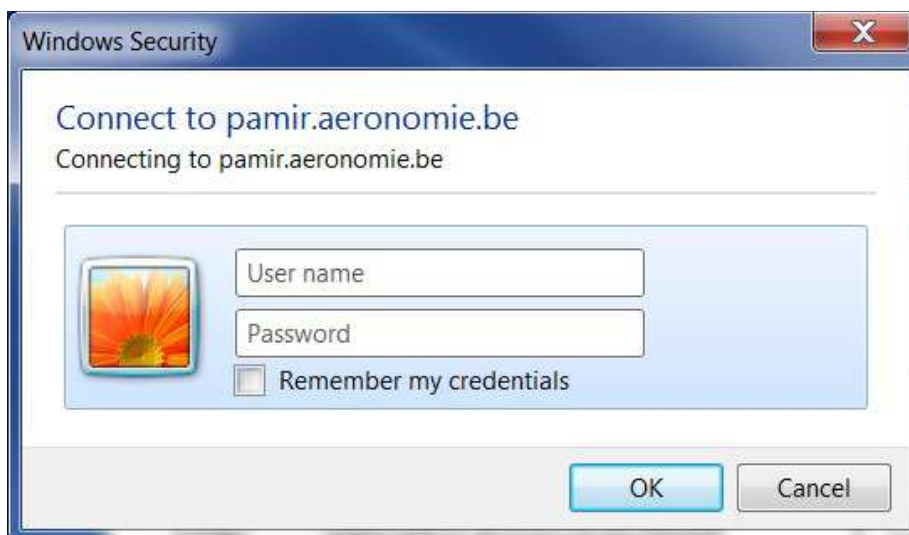 Windows Security
Connect to pamir.aeronomie.be
Connecting to pamir.aeronomie.be
User name
Password
Remember my credentials
OK Cancel